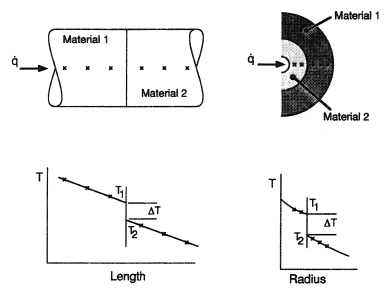 Material 1
q̇
Material 2
Material 1
q̇
Material 2
T
T₁
ΔT
T₂
Length
T
T₁
ΔT
T₂
Radius